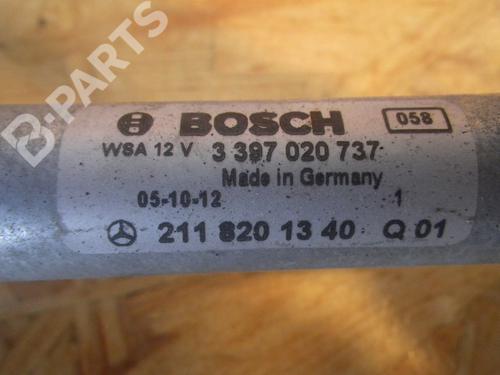 B-PARTS
BOSCH 058
WSA 12 V 3 397 020 737
Made in Germany
05-10-12 1
211 820 13 40 Q 01